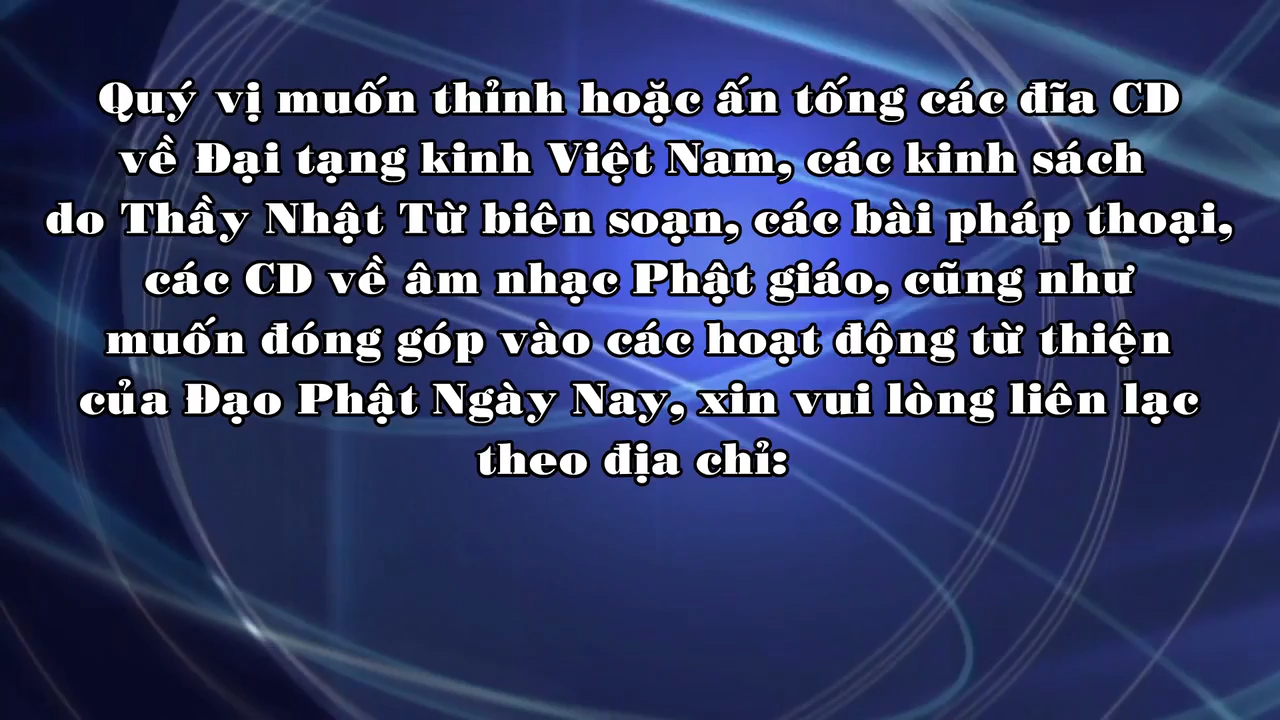 Quý vị muốn thỉnh hoặc ấn tống các đĩa CD
về Đại tạng kinh Việt Nam, các kinh sách
do Thầy Nhật Từ biên soạn, các bài pháp thoại,
các CD về âm nhạc Phật giáo, cũng như
muốn đóng góp vào các hoạt động từ thiện
của Đạo Phật Ngày Nay, xin vui lòng liên lạc
theo địa chỉ: